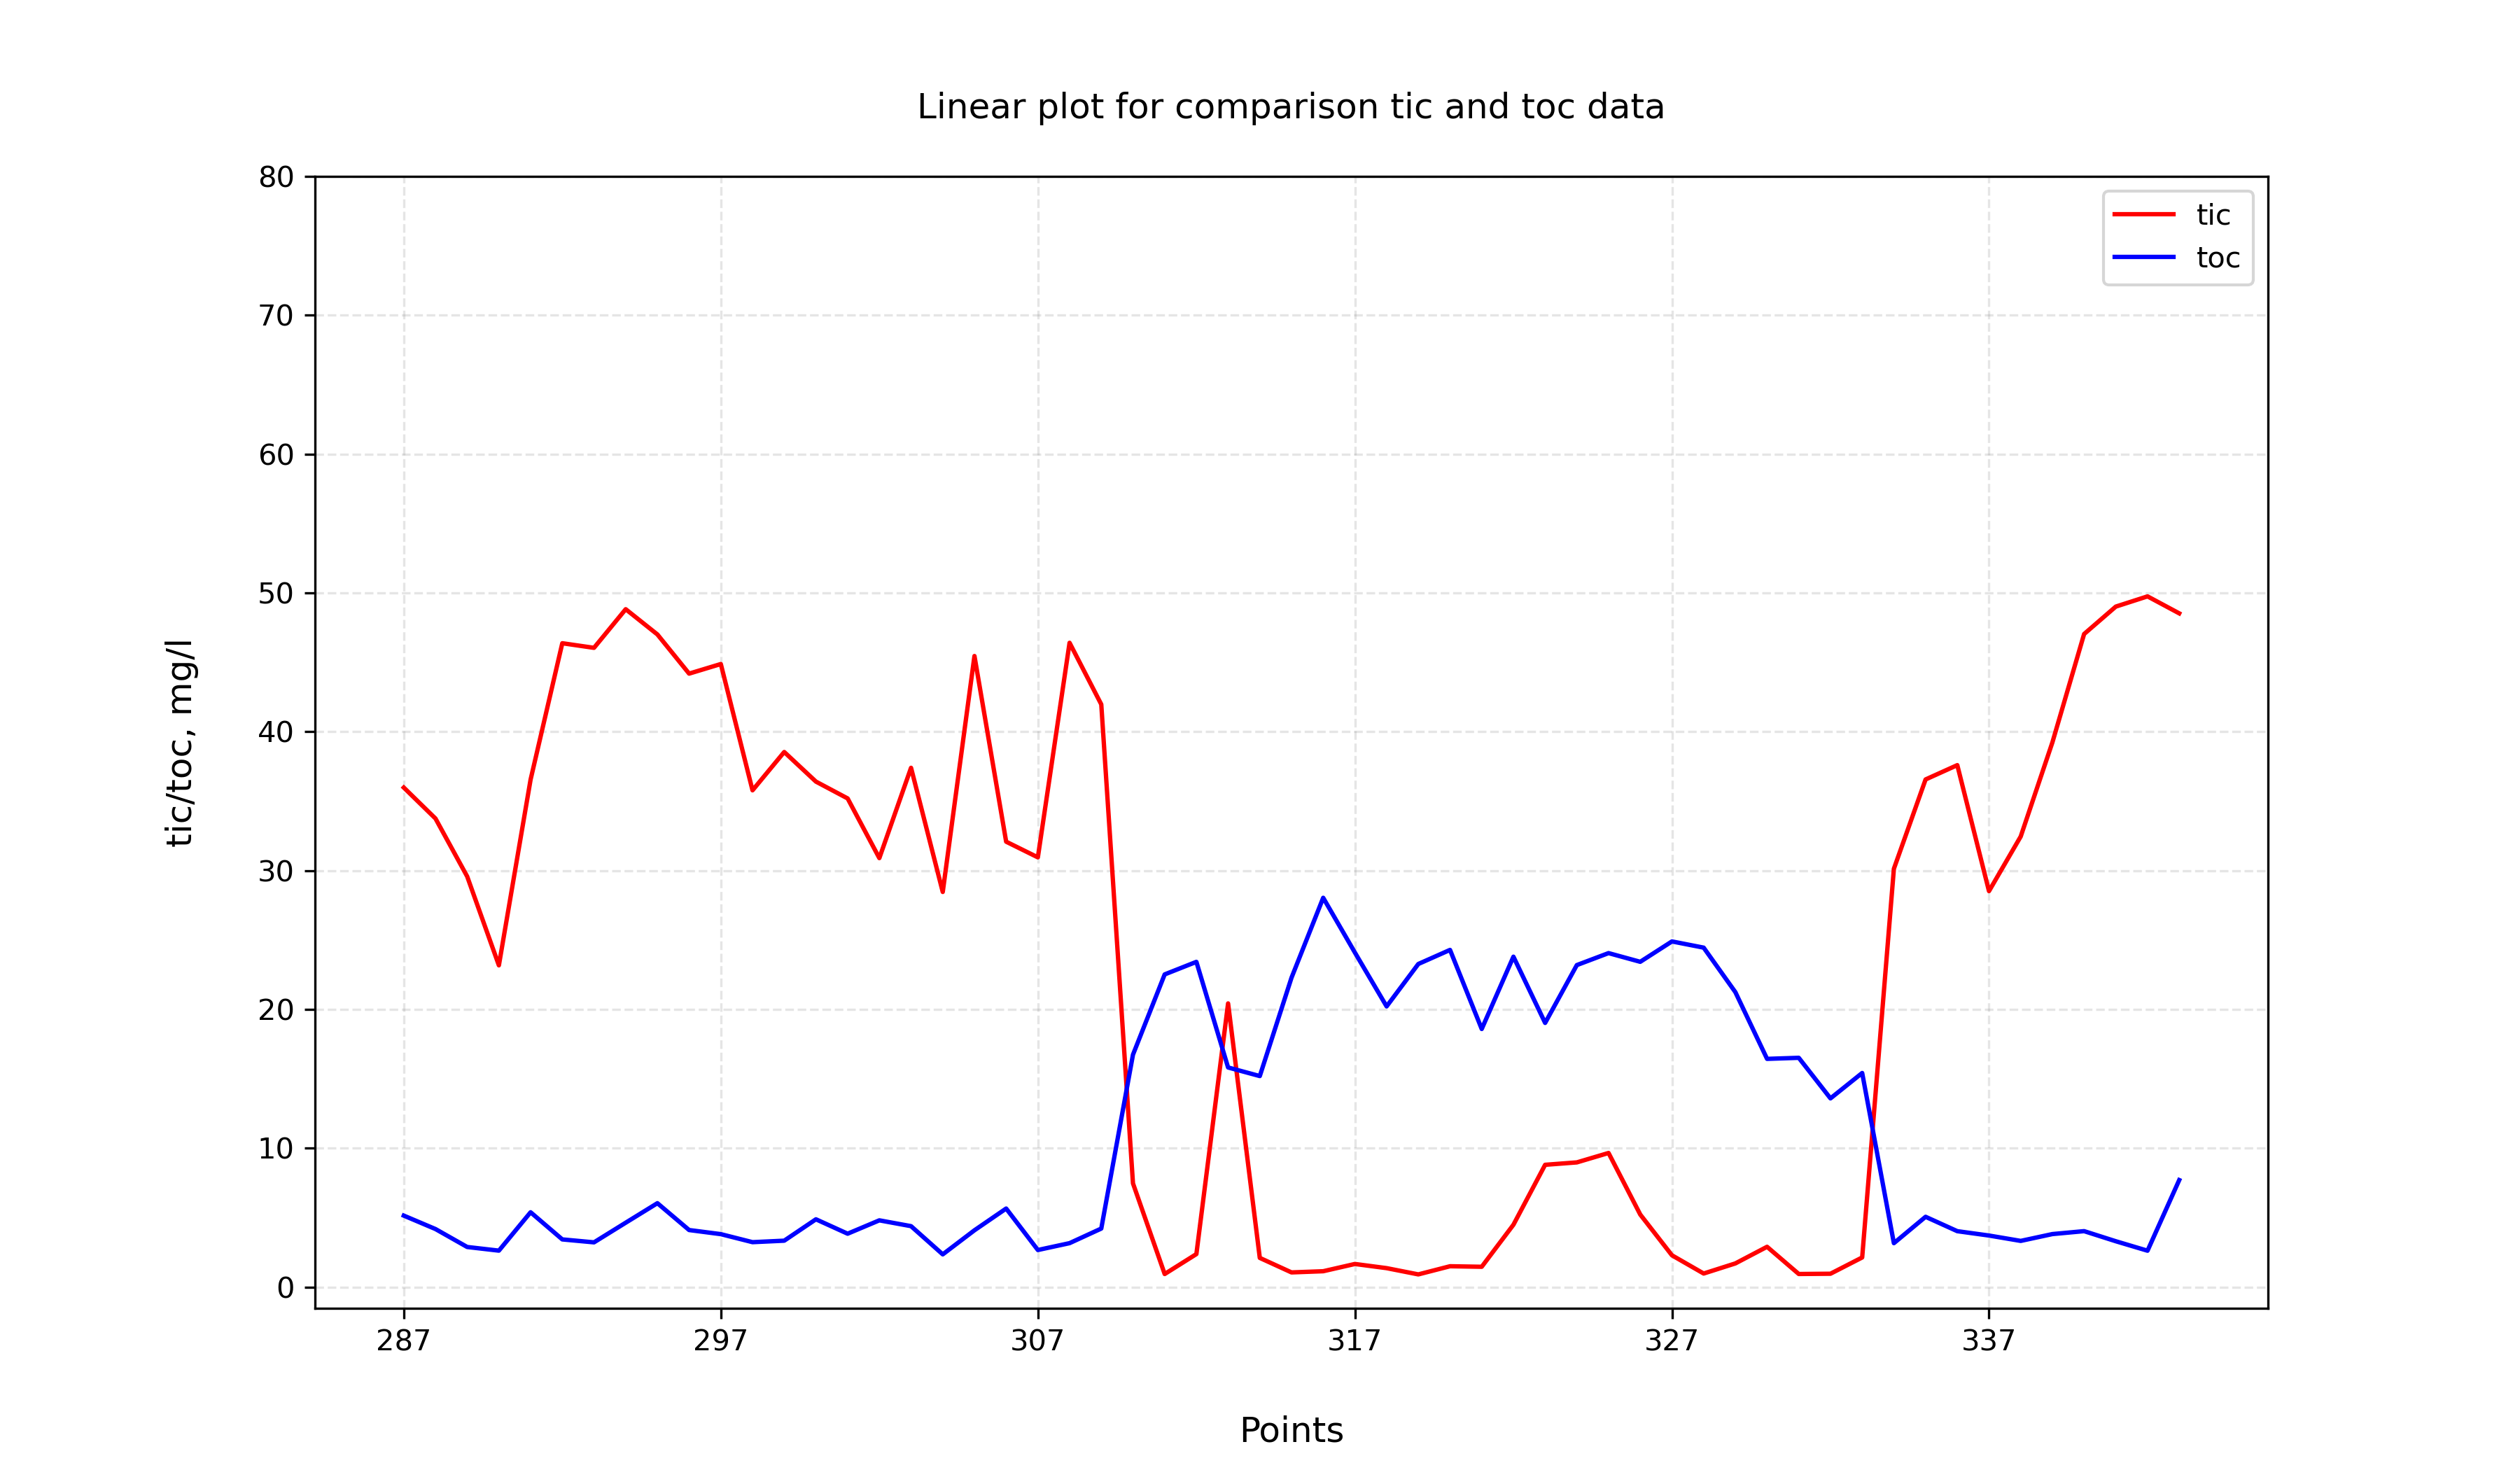 Linear plot for comparison tic and toc data
80
70
60
50
40
30
20
10
0
tic/toc, mg/l
tic
toc
287 297 307 317 327 337
Points